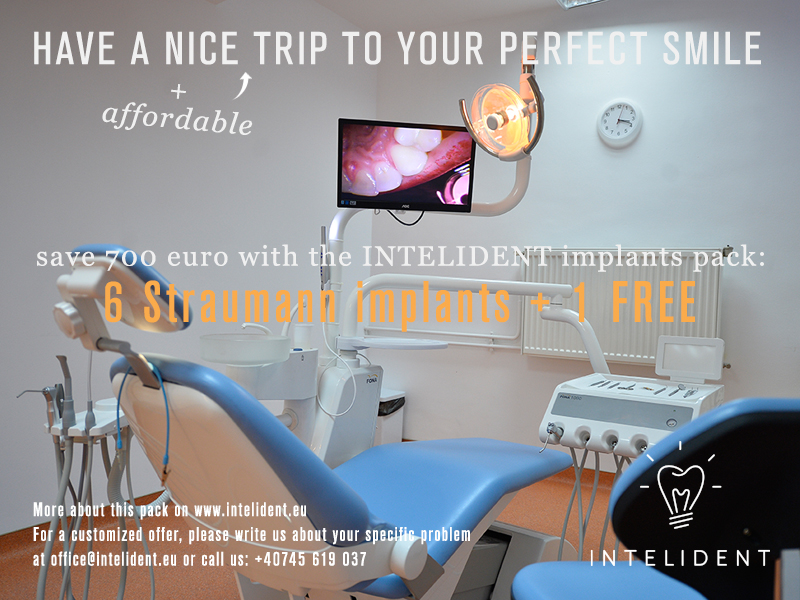 HAVE A NICE TRIP TO YOUR PERFECT SMILE
+
affordable
save 700 euro with the INTELIDENT implants pack:
6 Straumann implants + 1 FREE
FONA
FONA
More about this pack on www.intelident.eu
For a customized offer, please write us about your specific problem
at office@intelident.eu or call us: +40745 619 037
INTELIDENT